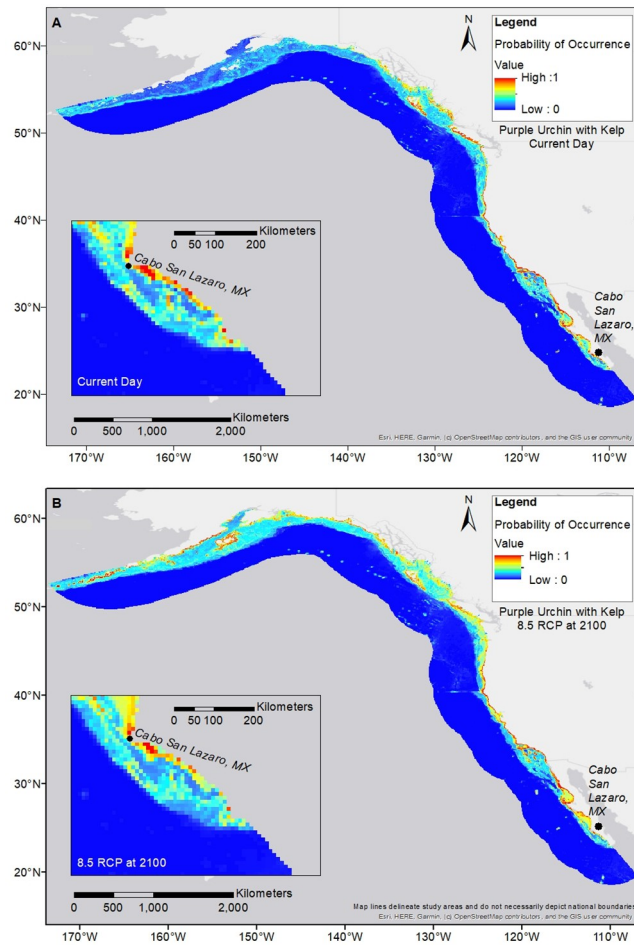 A
N
Legend
Probability of Occurrence
Value
High :1
Low : 0
Purple Urchin with Kelp
Current Day
60°N
50°N
40°N
30°N
20°N
Kilometers
0 50 100 200
Cabo San Lazaro, MX
Current Day
Kilometers
0 500 1,000 2,000
Cabo
San
Lazaro,
MX
Esri, HERE, Garmin, (c) OpenStreetMap contributors, and the GIS user community
170°W 160°W 150°W 140°W 130°W 120°W 110°W
B
N
Legend
Probability of Occurrence
Value
High : 1
Low : 0
Purple Urchin with Kelp
8.5 RCP at 2100
60°N
50°N
40°N
30°N
20°N
Kilometers
0 50 100 200
Cabo San Lazaro, MX
8.5 RCP at 2100
Kilometers
0 500 1,000 2,000
Cabo
San
Lazaro,
MX
Map lines delineate study areas and do not necessarily depict national boundaries
Esri, HERE, Garmin, (c) OpenStreetMap contributors, and the GIS user community
170°W 160°W 150°W 140°W 130°W 120°W 110°W